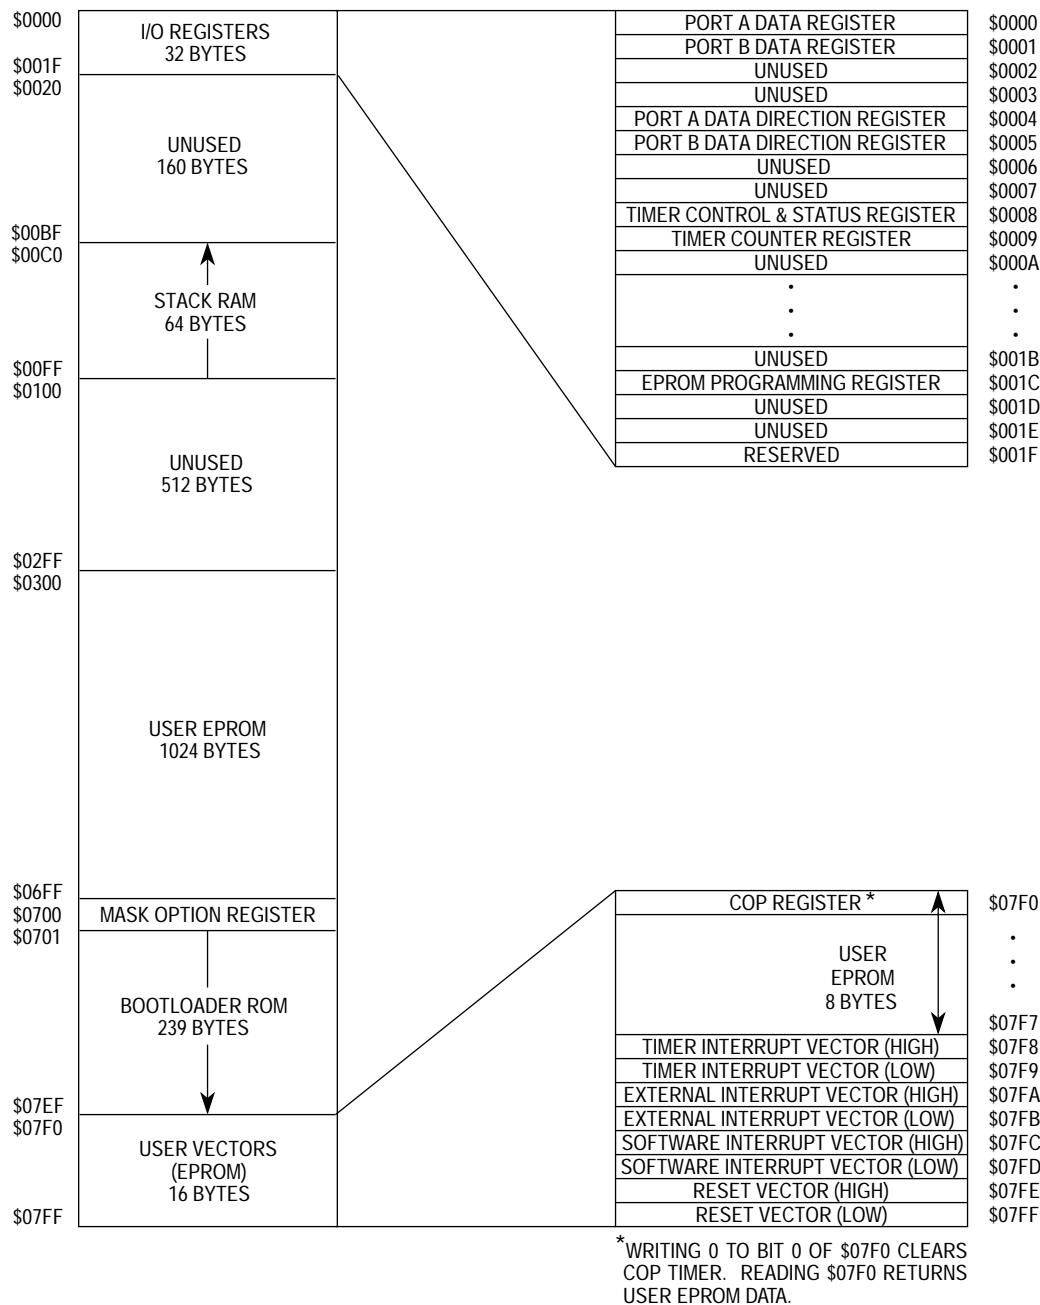 $0000
I/O REGISTERS
32 BYTES
$001F
$0020
UNUSED
160 BYTES
$00BF
$00C0
STACK RAM
64 BYTES
$00FF
$0100
UNUSED
512 BYTES
$02FF
$0300
USER EPROM
1024 BYTES
$06FF
$0700 MASK OPTION REGISTER
$0701
BOOTLOADER ROM
239 BYTES
$07EF
$07F0
USER VECTORS
(EPROM)
16 BYTES
$07FF
PORT A DATA REGISTER $0000
PORT B DATA REGISTER $0001
UNUSED $0002
UNUSED $0003
PORT A DATA DIRECTION REGISTER $0004
PORT B DATA DIRECTION REGISTER $0005
UNUSED $0006
UNUSED $0007
TIMER CONTROL & STATUS REGISTER $0008
TIMER COUNTER REGISTER $0009
UNUSED $000A
UNUSED $001B
EPROM PROGRAMMING REGISTER $001C
UNUSED $001D
UNUSED $001E
RESERVED $001F
COP REGISTER * $07F0
USER
EPROM
8 BYTES
$07F7
TIMER INTERRUPT VECTOR (HIGH) $07F8
TIMER INTERRUPT VECTOR (LOW) $07F9
EXTERNAL INTERRUPT VECTOR (HIGH) $07FA
EXTERNAL INTERRUPT VECTOR (LOW) $07FB
SOFTWARE INTERRUPT VECTOR (HIGH) $07FC
SOFTWARE INTERRUPT VECTOR (LOW) $07FD
RESET VECTOR (HIGH) $07FE
RESET VECTOR (LOW) $07FF
*WRITING 0 TO BIT 0 OF $07F0 CLEARS
COP TIMER. READING $07F0 RETURNS
USER EPROM DATA.